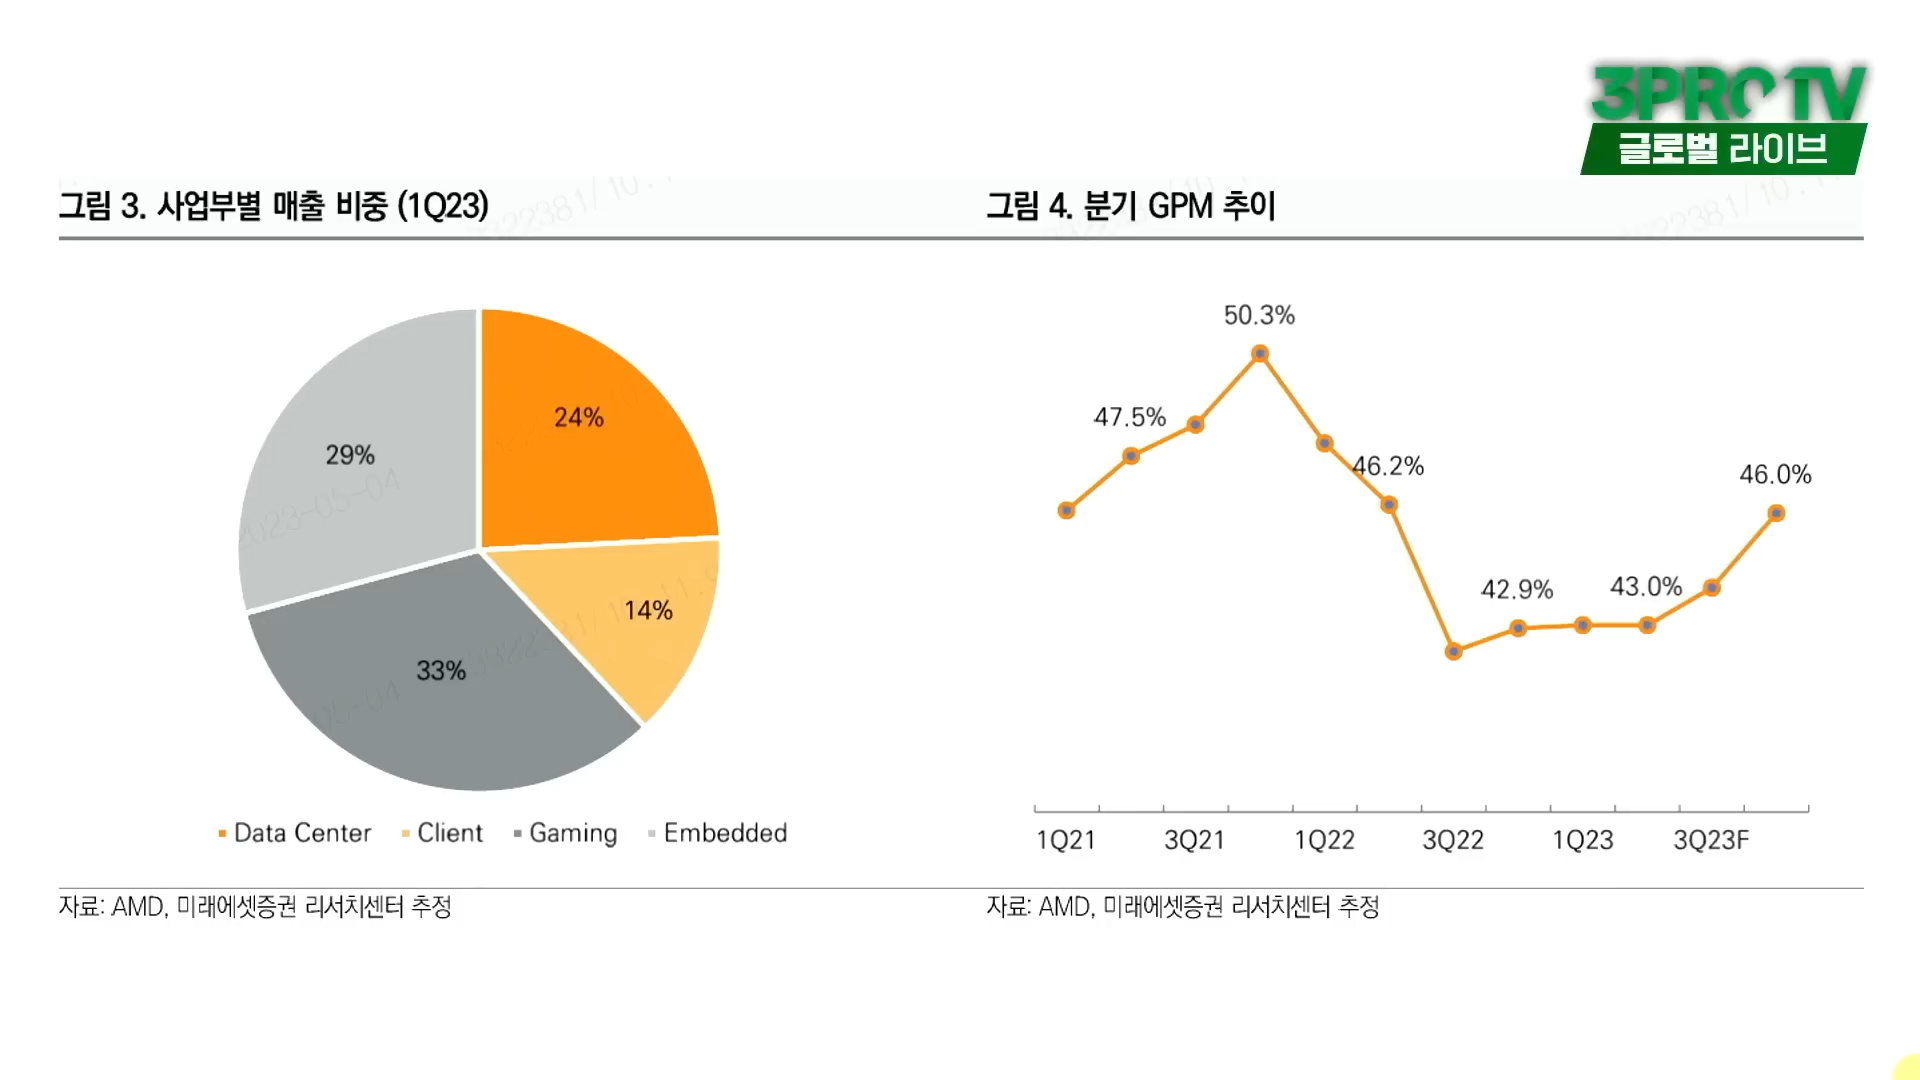 3PROTV
글로벌 라이브
그림 3. 사업부별 매출 비중 (1Q23)
24%
29%
14%
33%
Data Center
Client
Gaming
Embedded
자료: AMD, 미래에셋증권 리서치센터 추정
그림 4. 분기 GPM 추이
50.3%
47.5%
46.2%
46.0%
42.9%
43.0%
1Q21
3Q21
1Q22
3Q22
1Q23
3Q23F
자료: AMD, 미래에셋증권 리서치센터 추정
2023-05-04